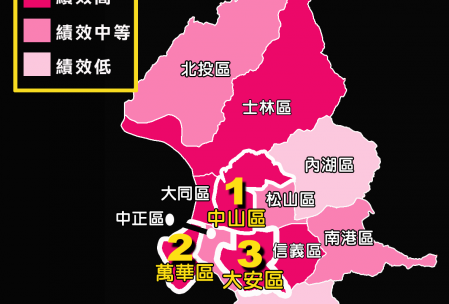 績效高
績效中等
績效低
北投區
士林區
內湖區
大同區
1
松山區
中正區
中山區
南港區
2
3
信義區
萬華區
大安區